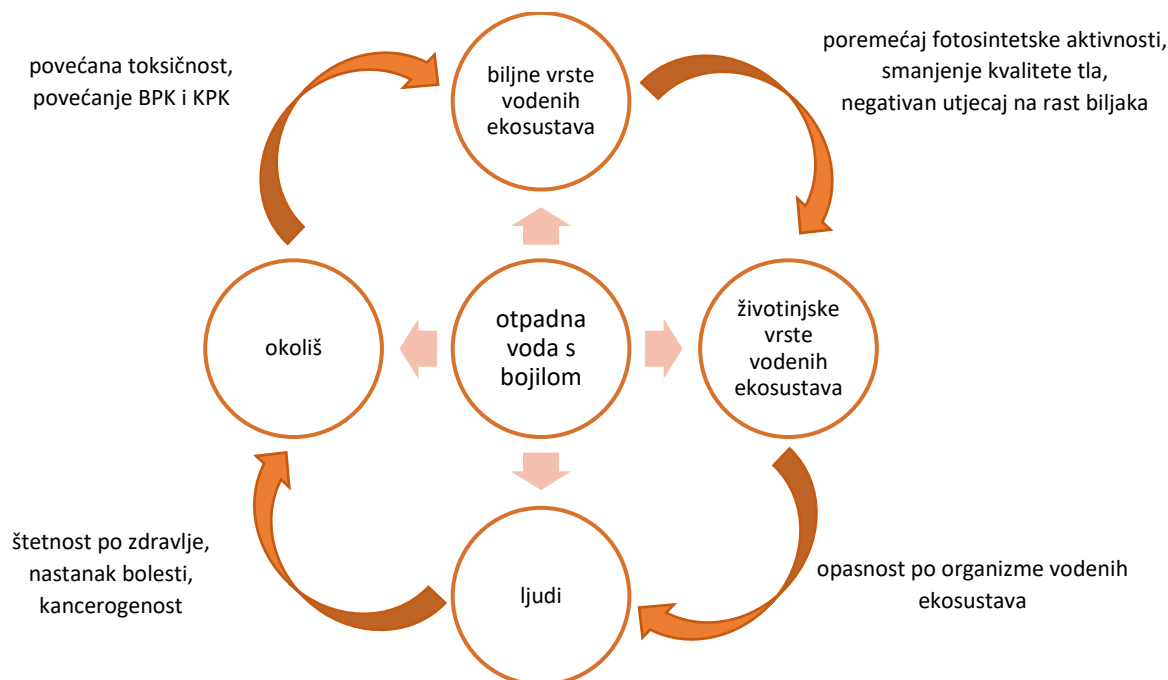 povećana toksičnost,
povećanje BPK i KPK
biljne vrste
vodenih
ekosustava
poremećaj fotosintetske aktivnosti,
smanjenje kvalitete tla,
negativan utjecaj na rast biljaka
okoliš
otpadna
voda s
bojilom
životinjske
vrste
vodenih
ekosustava
štetnost po zdravlje,
nastanak bolesti,
kancerogenost
ljudi
opasnost po organizme vodenih
ekosustava